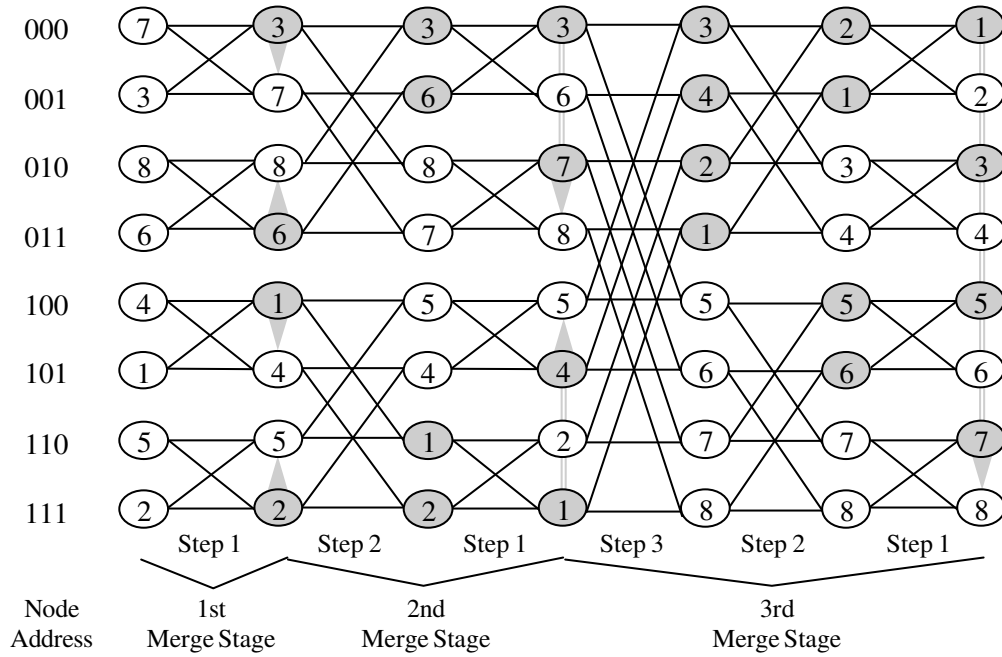 000 7 3 3 3 3 2 1
001 3 7 6 6 4 1 2
010 8 8 8 7 2 3 3
011 6 6 7 8 1 4 4
100 4 1 5 5 5 5 5
101 1 4 4 4 6 6 6
110 5 5 1 2 7 7 7
111 2 2 2 1 8 8 8
Step 1 Step 2 Step 1 Step 3 Step 2 Step 1
Node 1st 2nd 3rd
Address Merge Stage Merge Stage Merge Stage